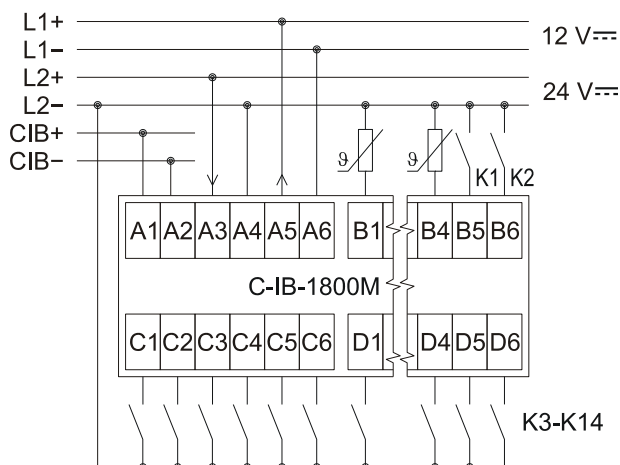 L1+
L1–
12 V
L2+
L2–
24 V
CIB+
CIB–
ϑ
ϑ
K1 K2
A1 A2 A3 A4 A5 A6 B1 B4 B5 B6
C-IB-1800M
C1 C2 C3 C4 C5 C6 D1 D4 D5 D6
K3-K14